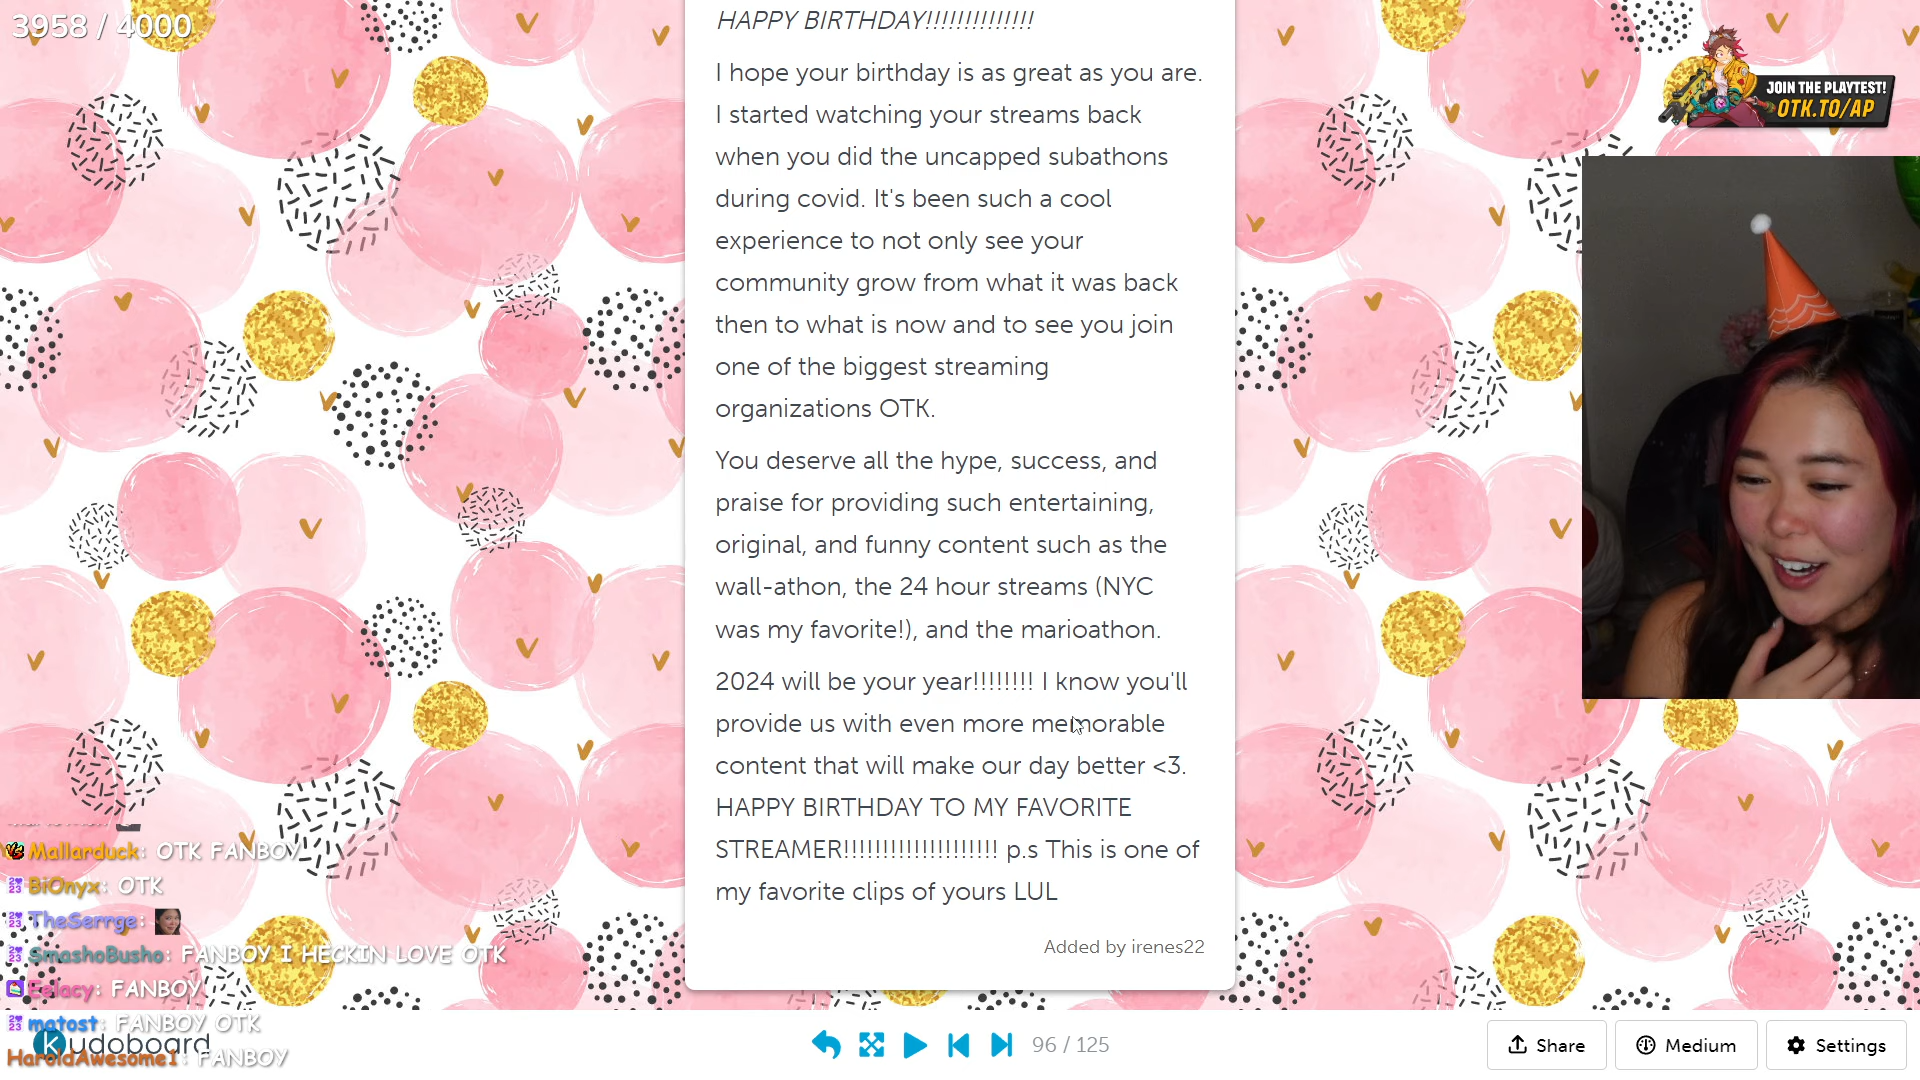 3958 / 4000
HAPPY BIRTHDAY!!!!!!!!!!!!!!
I hope your birthday is as great as you are.
I started watching your streams back
when you did the uncapped subathons
during covid. It's been such a cool
experience to not only see your
community grow from what it was back
then to what is now and to see you join
one of the biggest streaming
organizations OTK.
You deserve all the hype, success, and
praise for providing such entertaining,
original, and funny content such as the
wall-athon, the 24 hour streams (NYC
was my favorite!), and the marioathon.
2024 will be your year!!!!!!!! I know you'll
provide us with even more memorable
content that will make our day better <3.
HAPPY BIRTHDAY TO MY FAVORITE
STREAMER!!!!!!!!!!!!!!!!!!!! p.s This is one of
my favorite clips of yours LUL
Added by irenes22
JOIN THE PLAYTEST!
OTK.TO/AP
Mallarduck: OTK FANBOY
BiOnyx: OTK
TheSerrge:
SmashoBusho: FANBOY I HECKIN LOVE OTK
Eelacy: FANBOY
matost: FANBOY OTK
HaroldAwesome1: FANBOY
kudoboard
96 / 125
Share
Medium
Settings